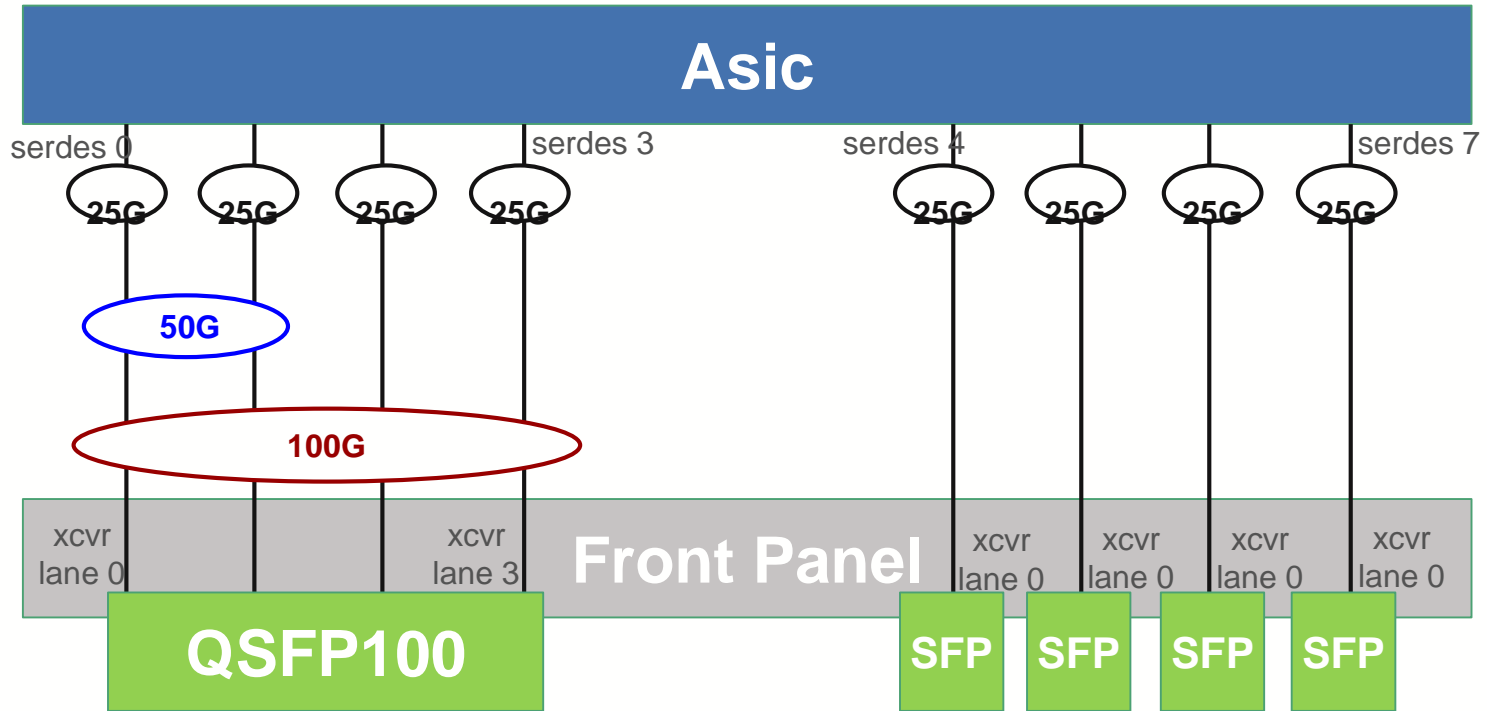 Asic
serdes 0
serdes 3
serdes 4
serdes 7
25G 25G 25G 25G 25G 25G 25G 25G
50G
100G
xcvr
lane 0
xcvr
lane 3
Front Panel
xcvr
lane 0
xcvr
lane 0
xcvr
lane 0
xcvr
lane 0
QSFP100
SFP SFP SFP SFP